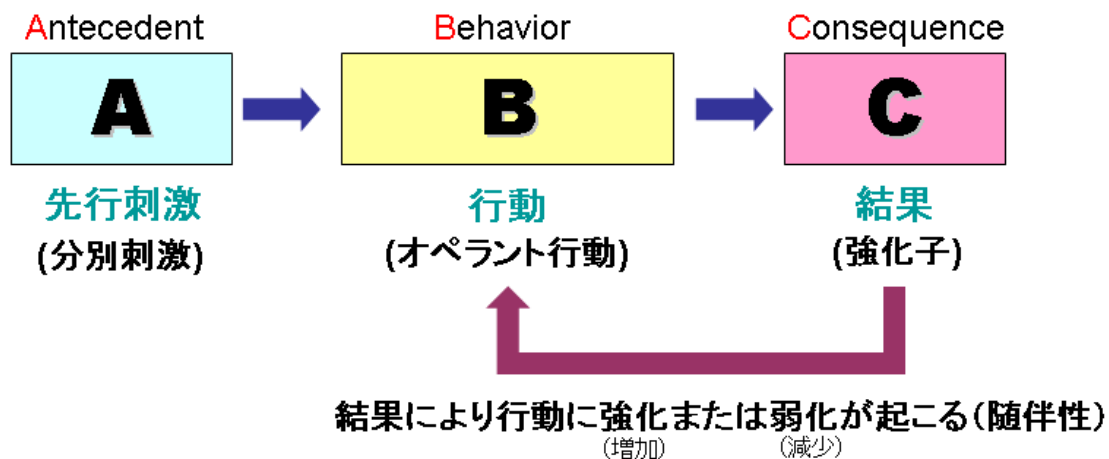 Antecedent Behavior Consequence
A B C
先行刺激 行動 結果
(分別刺激) (オペラント行動) (強化子)
結果により行動に強化または弱化が起こる(随伴性)
(増加) (減少)